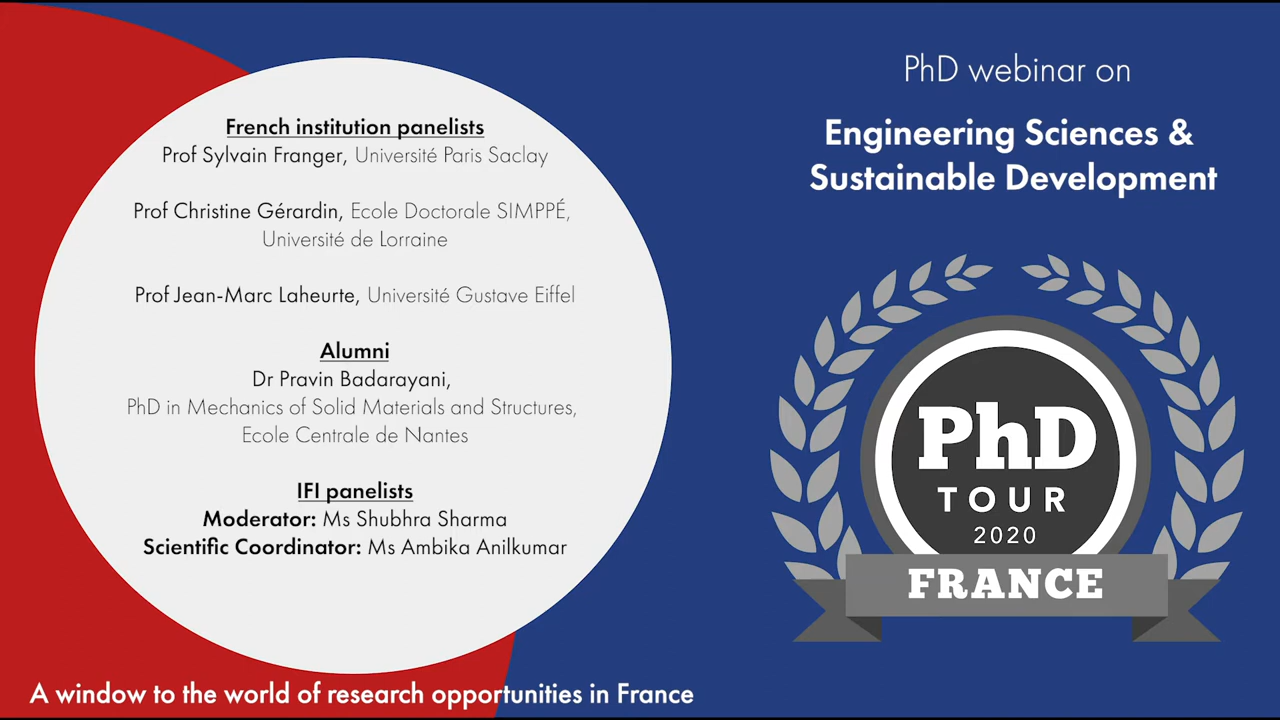 French institution panelists
Prof Sylvain Franger, Université Paris Saclay
Prof Christine Gérardin, Ecole Doctorale SIMPPÉ,
Université de Lorraine
Prof Jean-Marc Laheurte, Université Gustave Eiffel
Alumni
Dr Pravin Badarayani,
PhD in Mechanics of Solid Materials and Structures,
Ecole Centrale de Nantes
IFI panelists
Moderator: Ms Shubhra Sharma
Scientific Coordinator: Ms Ambika Anilkumar
A window to the world of research opportunities in France
PhD webinar on
Engineering Sciences &
Sustainable Development
PhD
TOUR
2020
FRANCE